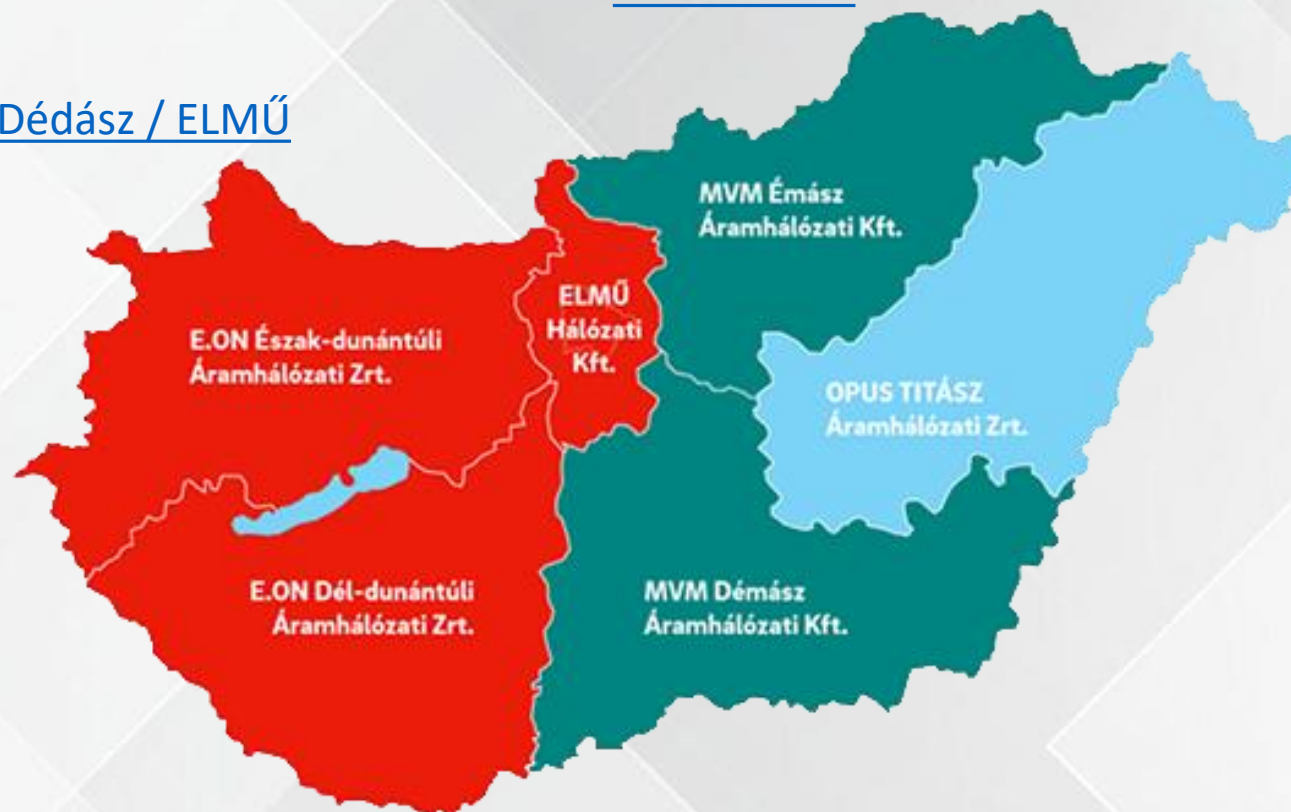 Dédász / ELMŰ
MVM Émász
Áramhálózati Kft.
ELMŰ
Hálózati
Kft.
E.ON Észak-dunántúli
Áramhálózati Zrt.
OPUS TITÁSZ
Áramhálózati Zrt.
E.ON Dél-dunántúli
Áramhálózati Zrt.
MVM Démász
Áramhálózati Kft.